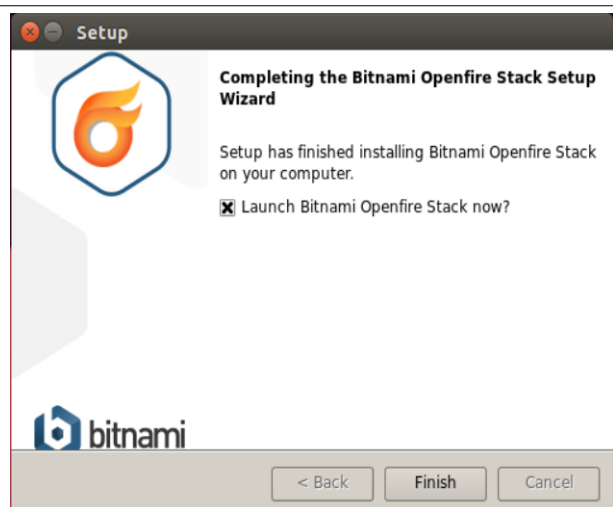 Setup
Completing the Bitnami Openfire Stack Setup
Wizard
Setup has finished installing Bitnami Openfire Stack
on your computer.
Launch Bitnami Openfire Stack now?
bitnami
< Back
Finish
Cancel